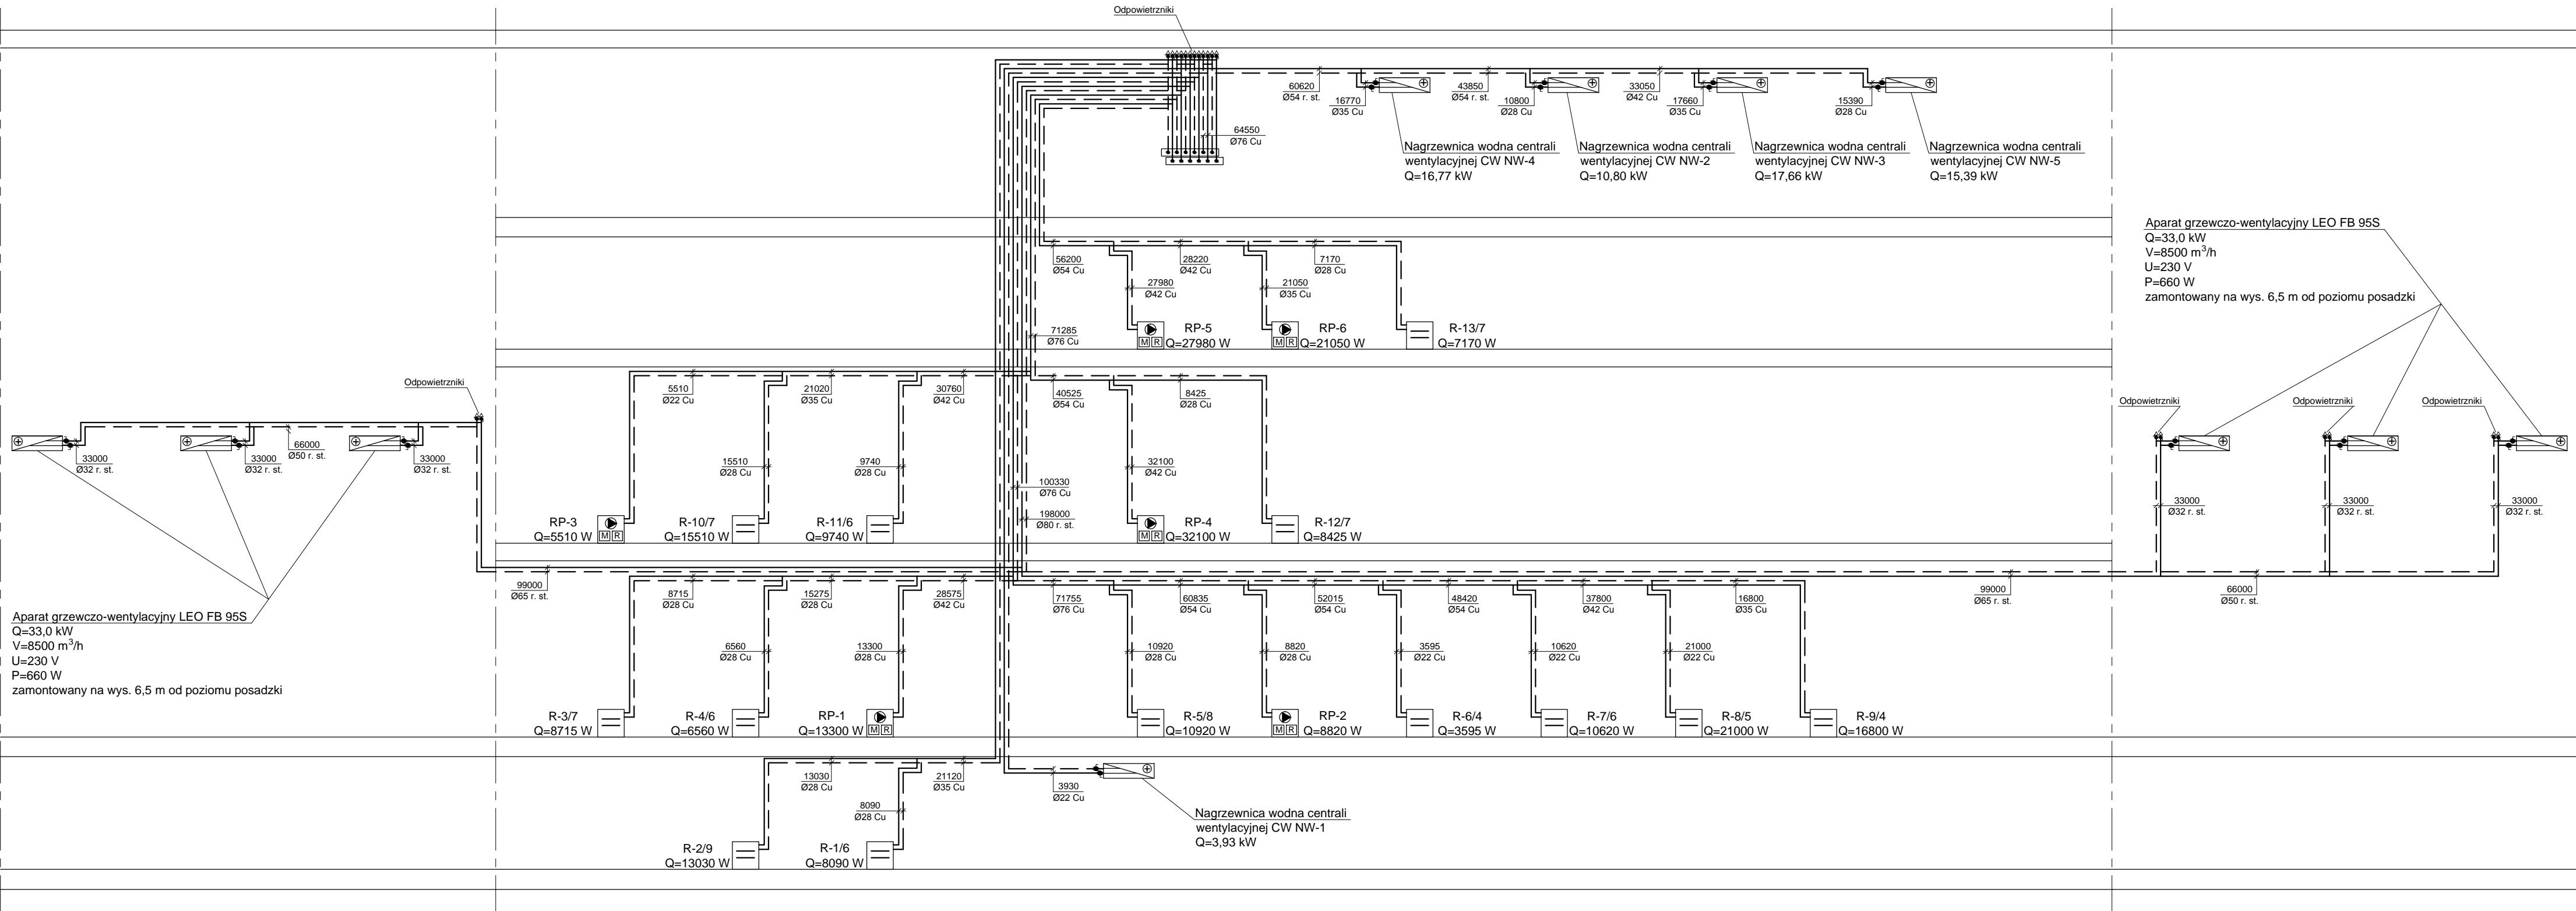 Odpowietrzniki
60620
Ø54 r. st.
16770
Ø35 Cu
43850
Ø54 r. st.
10800
Ø28 Cu
33050
Ø42 Cu
17660
Ø35 Cu
15390
Ø28 Cu
64550
Ø76 Cu
Nagrzewnica wodna centrali
wentylacyjnej CW NW-4
Q=16,77 kW
Nagrzewnica wodna centrali
wentylacyjnej CW NW-2
Q=10,80 kW
Nagrzewnica wodna centrali
wentylacyjnej CW NW-3
Q=17,66 kW
Nagrzewnica wodna centrali
wentylacyjnej CW NW-5
Q=15,39 kW
Aparat grzewczo-wentylacyjny LEO FB 95S
Q=33,0 kW
V=8500 m³/h
U=230 V
P=660 W
zamontowany na wys. 6,5 m od poziomu posadzki
56200
Ø54 Cu
28220
Ø42 Cu
7170
Ø28 Cu
27980
Ø42 Cu
21050
Ø35 Cu
71285
Ø76 Cu
RP-5
M R
Q=27980 W
RP-6
M R
Q=21050 W
R-13/7
Q=7170 W
Odpowietrzniki
33000
Ø32 r. st.
33000
Ø32 r. st.
66000
Ø50 r. st.
33000
Ø32 r. st.
5510
Ø22 Cu
21020
Ø35 Cu
30760
Ø42 Cu
40525
Ø54 Cu
8425
Ø28 Cu
15510
Ø28 Cu
9740
Ø28 Cu
32100
Ø42 Cu
100330
Ø76 Cu
198000
Ø80 r. st.
RP-3
Q=5510 W
M R
R-10/7
Q=15510 W
R-11/6
Q=9740 W
RP-4
M R
Q=32100 W
R-12/7
Q=8425 W
Odpowietrzniki
Odpowietrzniki
Odpowietrzniki
33000
Ø32 r. st.
33000
Ø32 r. st.
33000
Ø32 r. st.
99000
Ø65 r. st.
99000
Ø65 r. st.
66000
Ø50 r. st.
Aparat grzewczo-wentylacyjny LEO FB 95S
Q=33,0 kW
V=8500 m³/h
U=230 V
P=660 W
zamontowany na wys. 6,5 m od poziomu posadzki
8715
Ø28 Cu
15275
Ø28 Cu
28575
Ø42 Cu
71755
Ø76 Cu
60835
Ø54 Cu
52015
Ø54 Cu
48420
Ø54 Cu
37800
Ø42 Cu
16800
Ø35 Cu
6560
Ø28 Cu
13300
Ø28 Cu
10920
Ø28 Cu
8820
Ø28 Cu
3595
Ø22 Cu
10620
Ø22 Cu
21000
Ø22 Cu
R-3/7
Q=8715 W
R-4/6
Q=6560 W
RP-1
Q=13300 W
M R
R-5/8
Q=10920 W
RP-2
M R
Q=8820 W
R-6/4
Q=3595 W
R-7/6
Q=10620 W
R-8/5
Q=21000 W
R-9/4
Q=16800 W
13030
Ø28 Cu
21120
Ø35 Cu
8090
Ø28 Cu
3930
Ø22 Cu
Nagrzewnica wodna centrali
wentylacyjnej CW NW-1
Q=3,93 kW
R-2/9
Q=13030 W
R-1/6
Q=8090 W